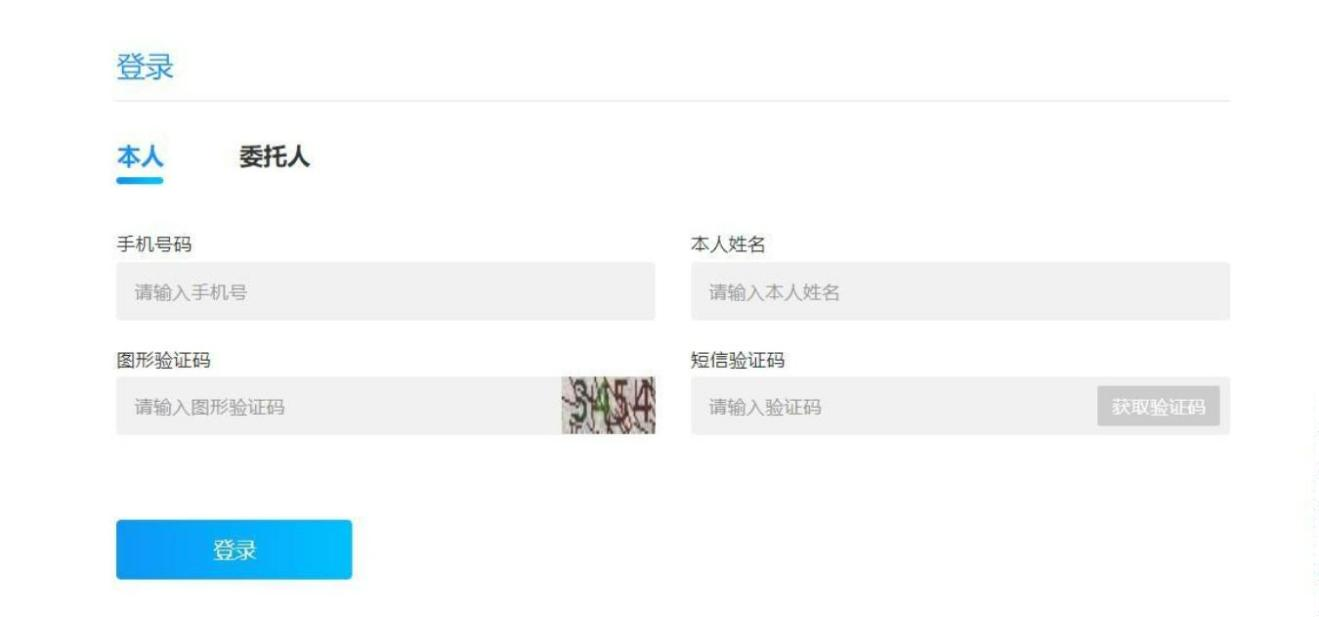 登录
本人 委托人
手机号码 本人姓名
请输入手机号 请输入本人姓名
图形验证码 短信验证码
请输入图形验证码 请输入验证码 获取验证码
登录